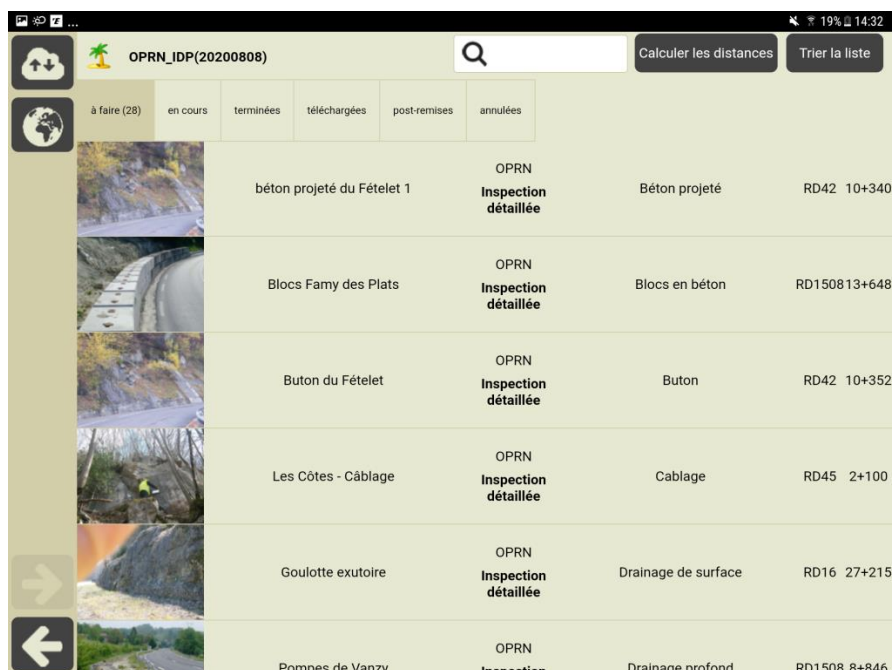 ... 19% 14:32
OPRN_IDP(20200808) Calculer les distances Trier la liste
à faire (28) en cours terminées téléchargées post-remises annulées
béton projeté du Fételet 1 OPRN Inspection détaillée Béton projeté RD42 10+340
Blocs Famy des Plats OPRN Inspection détaillée Blocs en béton RD1508 13+648
Buton du Fételet OPRN Inspection détaillée Buton RD42 10+352
Les Côtes - Câblage OPRN Inspection détaillée Cablage RD45 2+100
Goulotte exutoire OPRN Inspection détaillée Drainage de surface RD16 27+215
Pompes de Vanzy OPRN Inspection Drainage profond RD1508 8+846